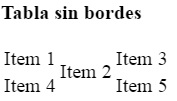 Tabla sin bordes
Item 1
Item 2
Item 3
Item 4
Item 5